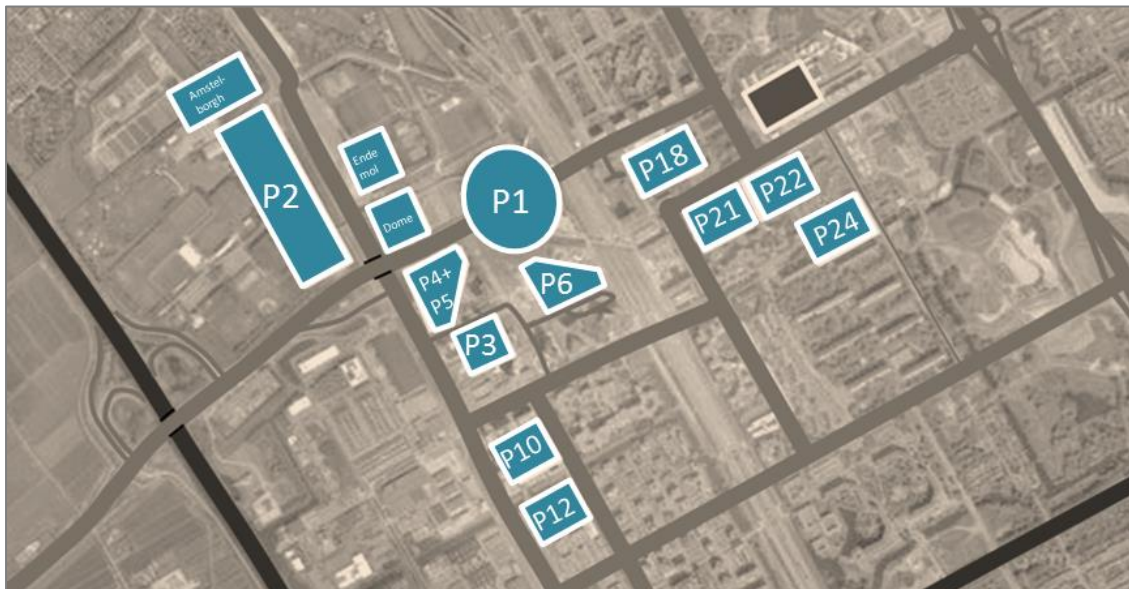 Amstel-
borgh
P2
Ende
mol
Dome
P1
P4+
P5
P6
P3
P18
P21
P22
P24
P10
P12